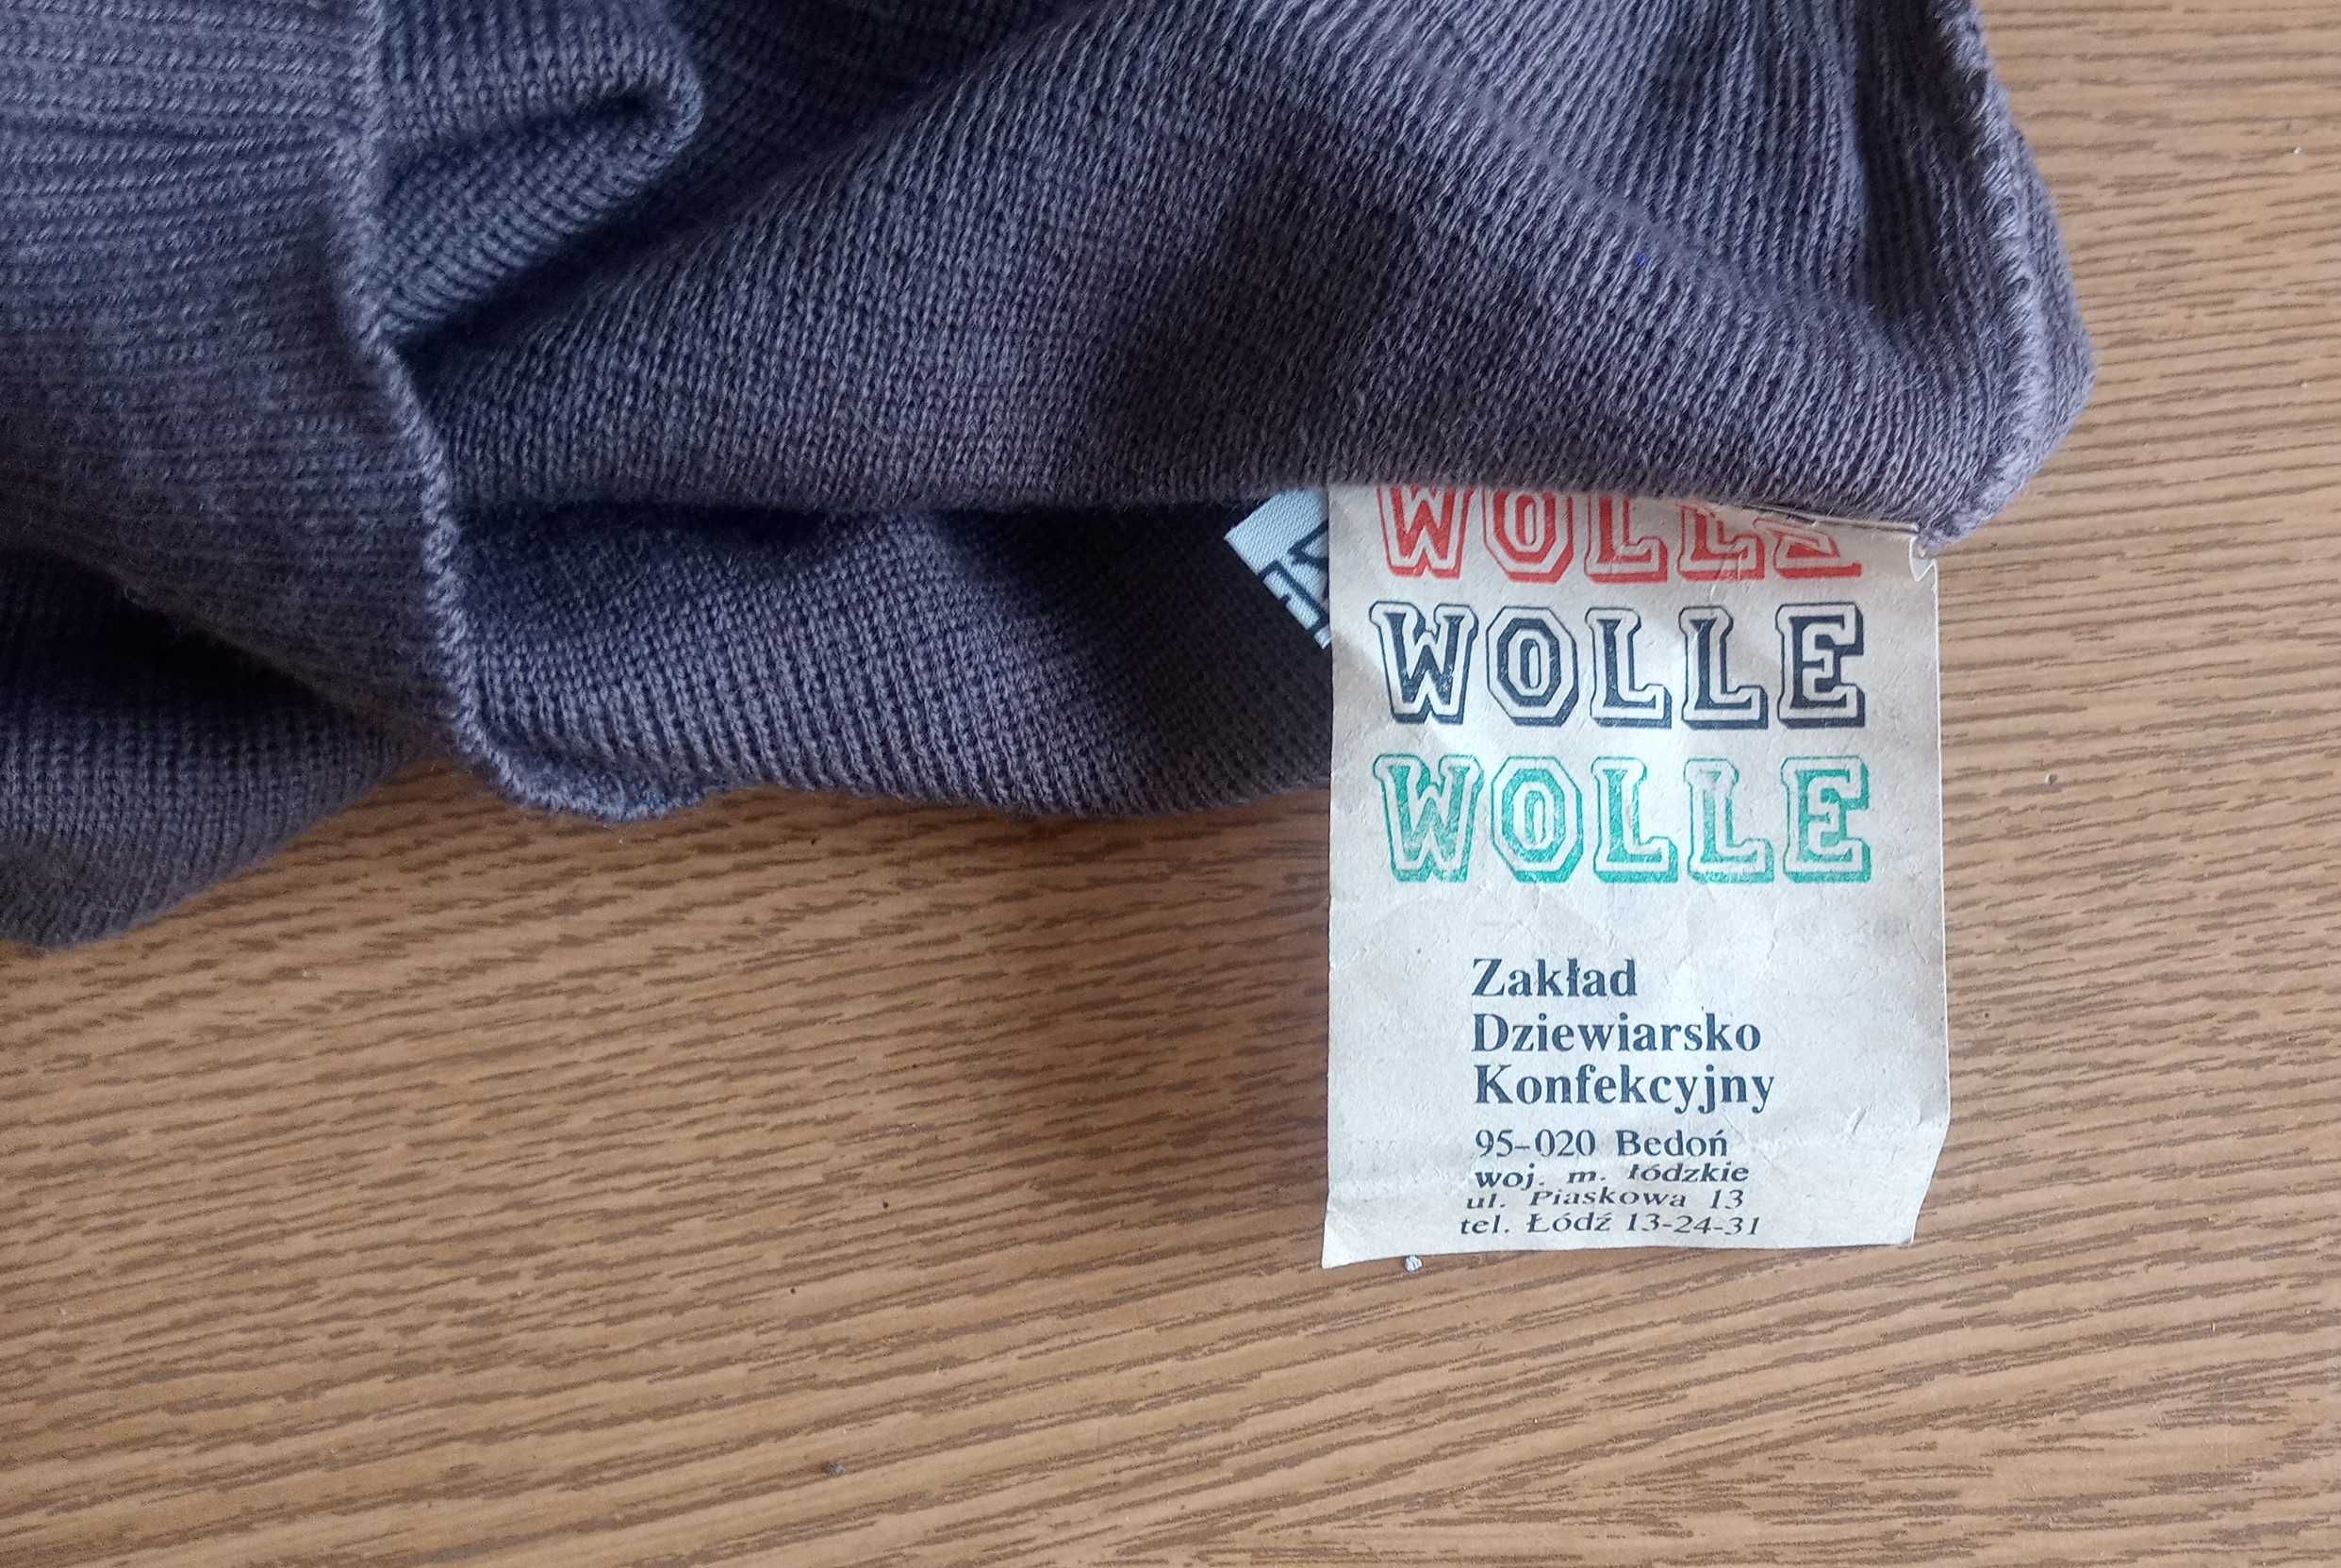 WOLLE
WOLLE
WOLLE
Zakład
Dziewiarsko
Konfekcyjny
95-020 Bedoń
woj. m. łódzkie
ul. Piaskowa 13
tel. Łódź 13-24-31